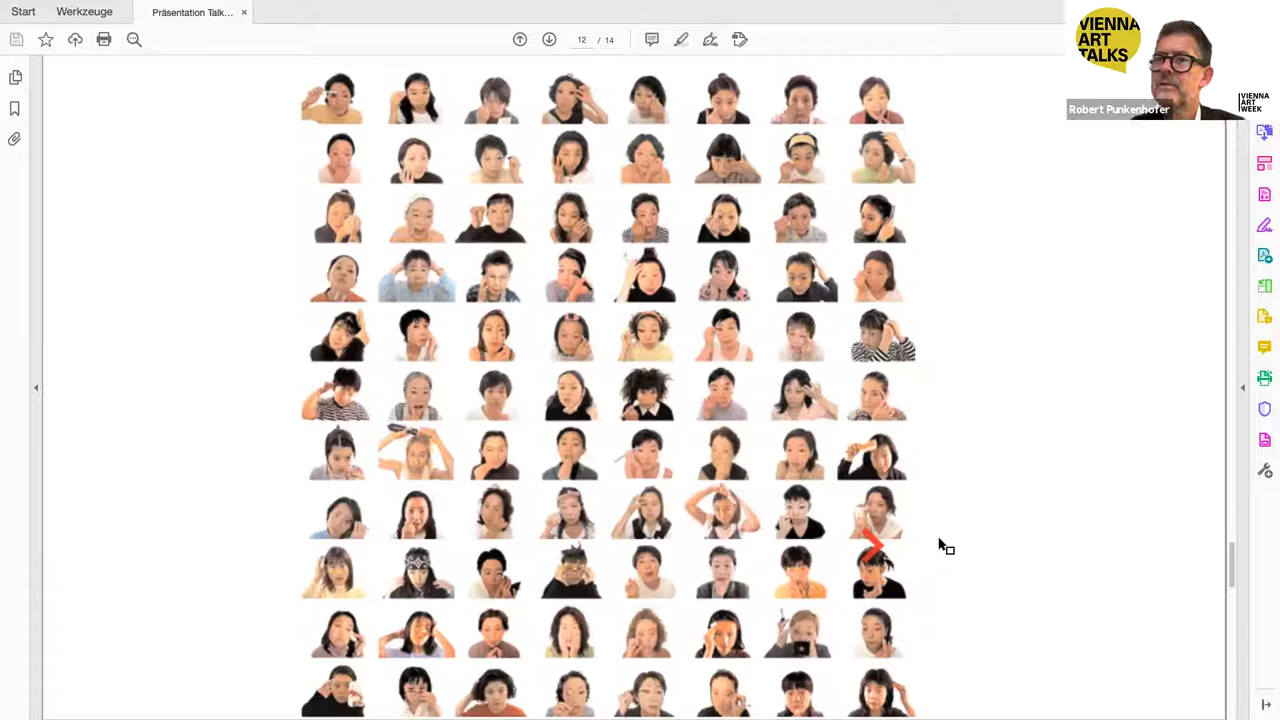 Start
Werkzeuge
Präsentation Talk...
12 / 14
VIENNA
ART
TALKS
Robert Punkenhofer
VIENNA
ART
WEEK